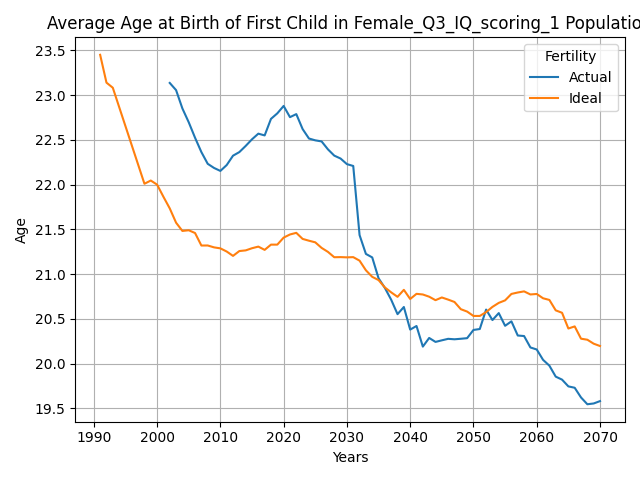 Average Age at Birth of First Child in Female_Q3_IQ_scoring_1 Populatio
Fertility
Actual
Ideal
23.5
23.0
22.5
22.0
21.5
21.0
20.5
20.0
19.5
Age
1990 2000 2010 2020 2030 2040 2050 2060 2070
Years